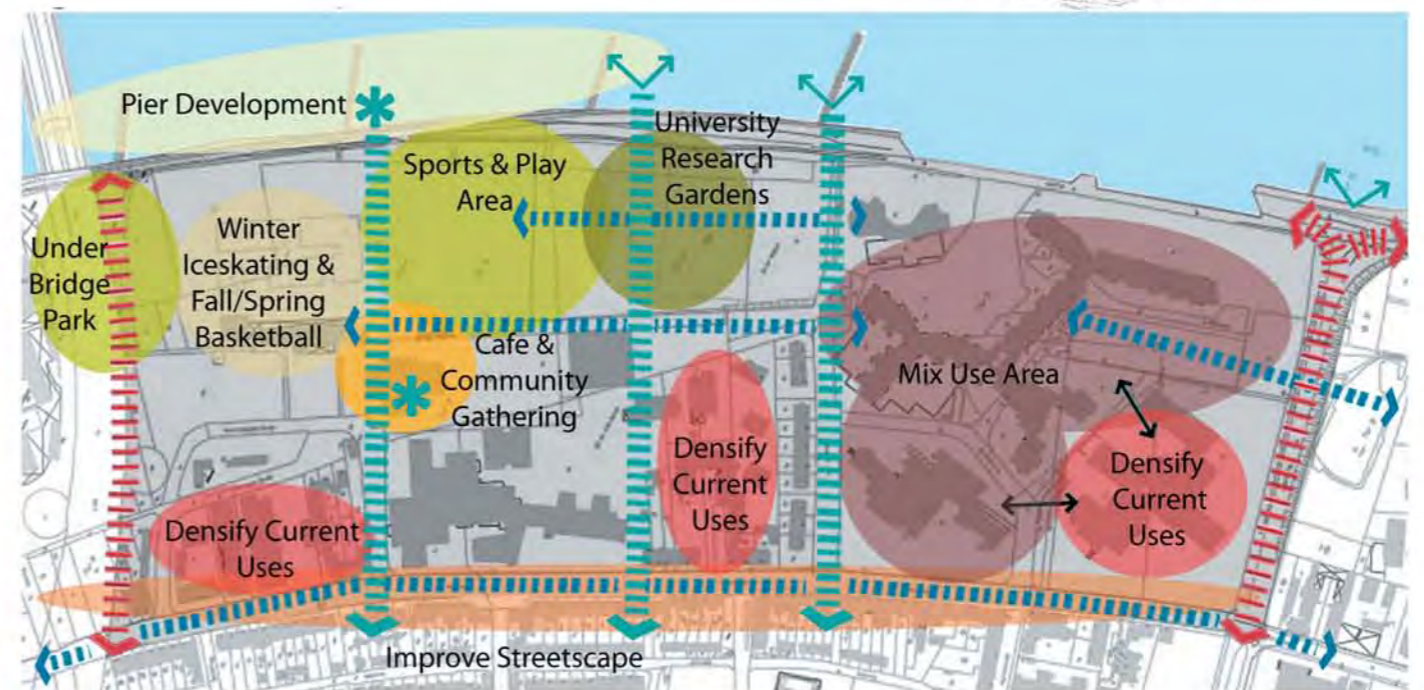 Pier Development
University
Research
Gardens
Sports & Play
Area
Winter
Iceskating &
Fall/Spring
Basketball
Under
Bridge
Park
Cafe &
Community
Gathering
Mix Use Area
Densify
Current
Uses
Densify
Current
Uses
Densify Current
Uses
Improve Streetscape